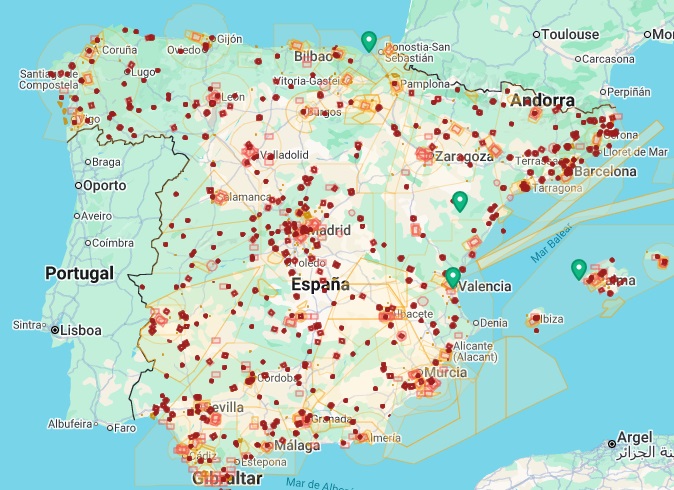 Toulouse
Mo
Gijón
A Coruña
Oviedo
Bilbao
Donostia-San
Sebastián
Carcasona
Santiago de
Compostela
Lugo
Vitoria-Gasteiz
Pamplona
Perpiñán
León
Andorra
Burgos
Vigo
Girona
Braga
Valladolid
Zaragoza
Terrassa
Lloret de Mar
Barcelona
Oporto
Salamanca
Tarragona
Aveiro
Madrid
Coímbra
Mar Balear
Toledo
Portugal
España
Valencia
Palma
Sintra
Lisboa
Albacete
Denia
Ibiza
Alicante
(Alacant)
Murcia
Córdoba
Albufeira
Faro
Sevilla
Granada
Almería
Argel
مدينة الجزائر
Málaga
Cádiz
Estepona
Gibraltar
Mar de Albor